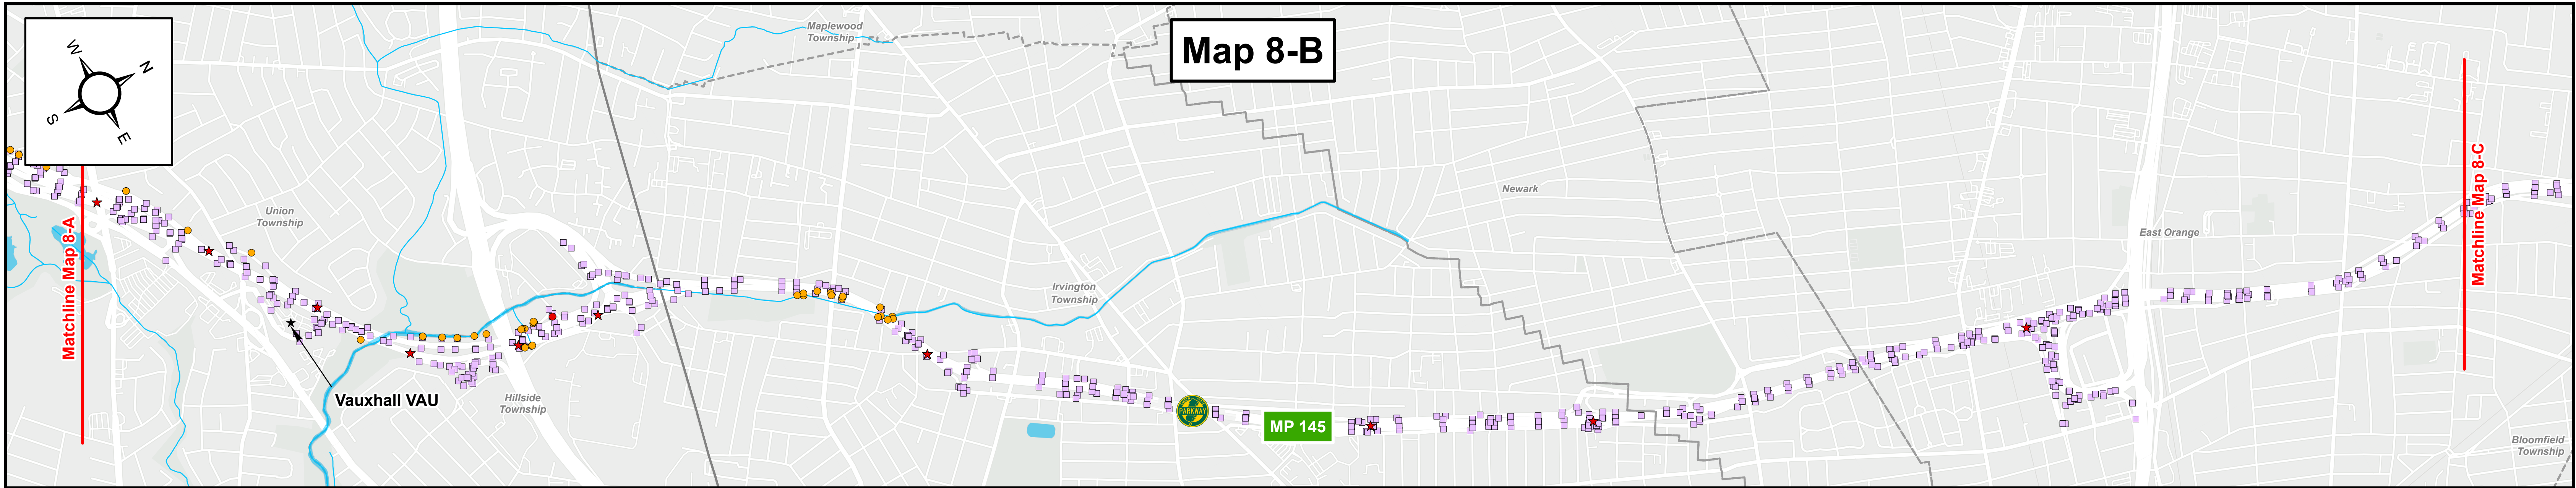 Map 8-B
W
N
S
E
Maplewood
Township
Union
Township
Matchline Map 8-A
Vauxhall VAU
Hillside
Township
Irvington
Township
PARKWAY
MP 145
Newark
East Orange
Matchline Map 8-C
Bloomfield
Township